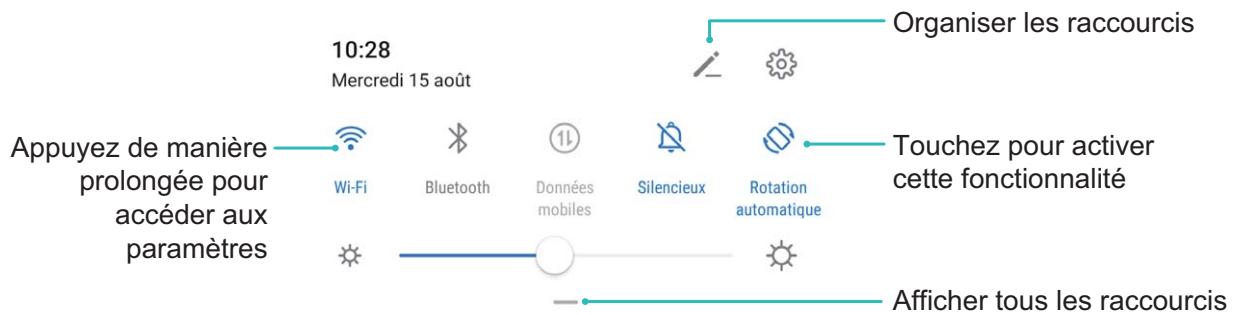 Organiser les raccourcis
10:28
Mercredi 15 août
Appuyez de manière
prolongée pour
accéder aux
paramètres
Wi-Fi
Bluetooth
Données
mobiles
Silencieux
Rotation
automatique
Touchez pour activer
cette fonctionnalité
Afficher tous les raccourcis